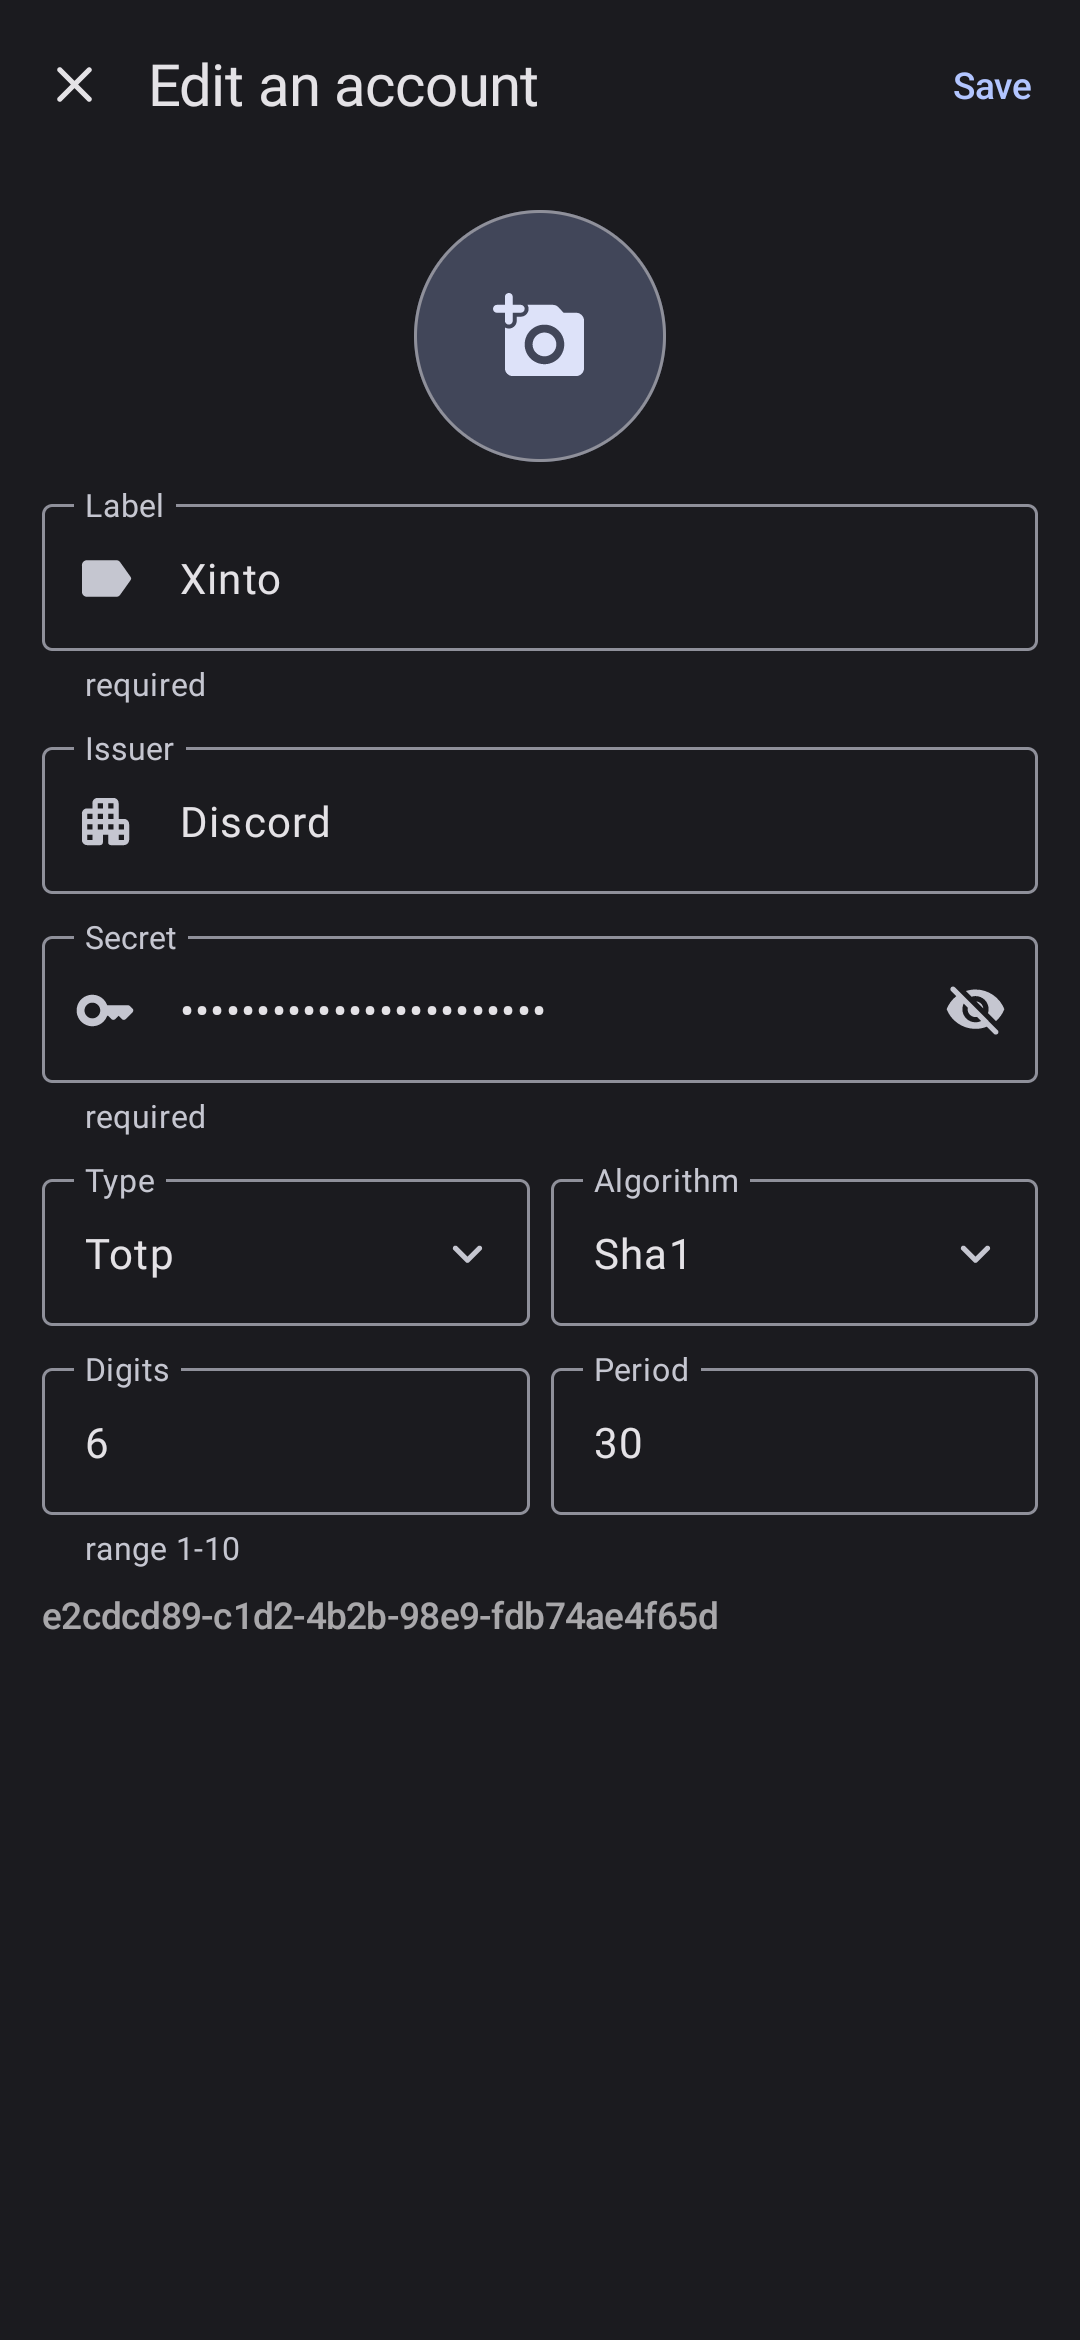 Edit an account
Save
Label
Xinto
required
Issuer
Discord
Secret
••••••••••••••••••••••••
required
Type
Totp
Algorithm
Sha1
Digits
6
Period
30
range 1-10
e2cdcd89-c1d2-4b2b-98e9-fdb74ae4f65d